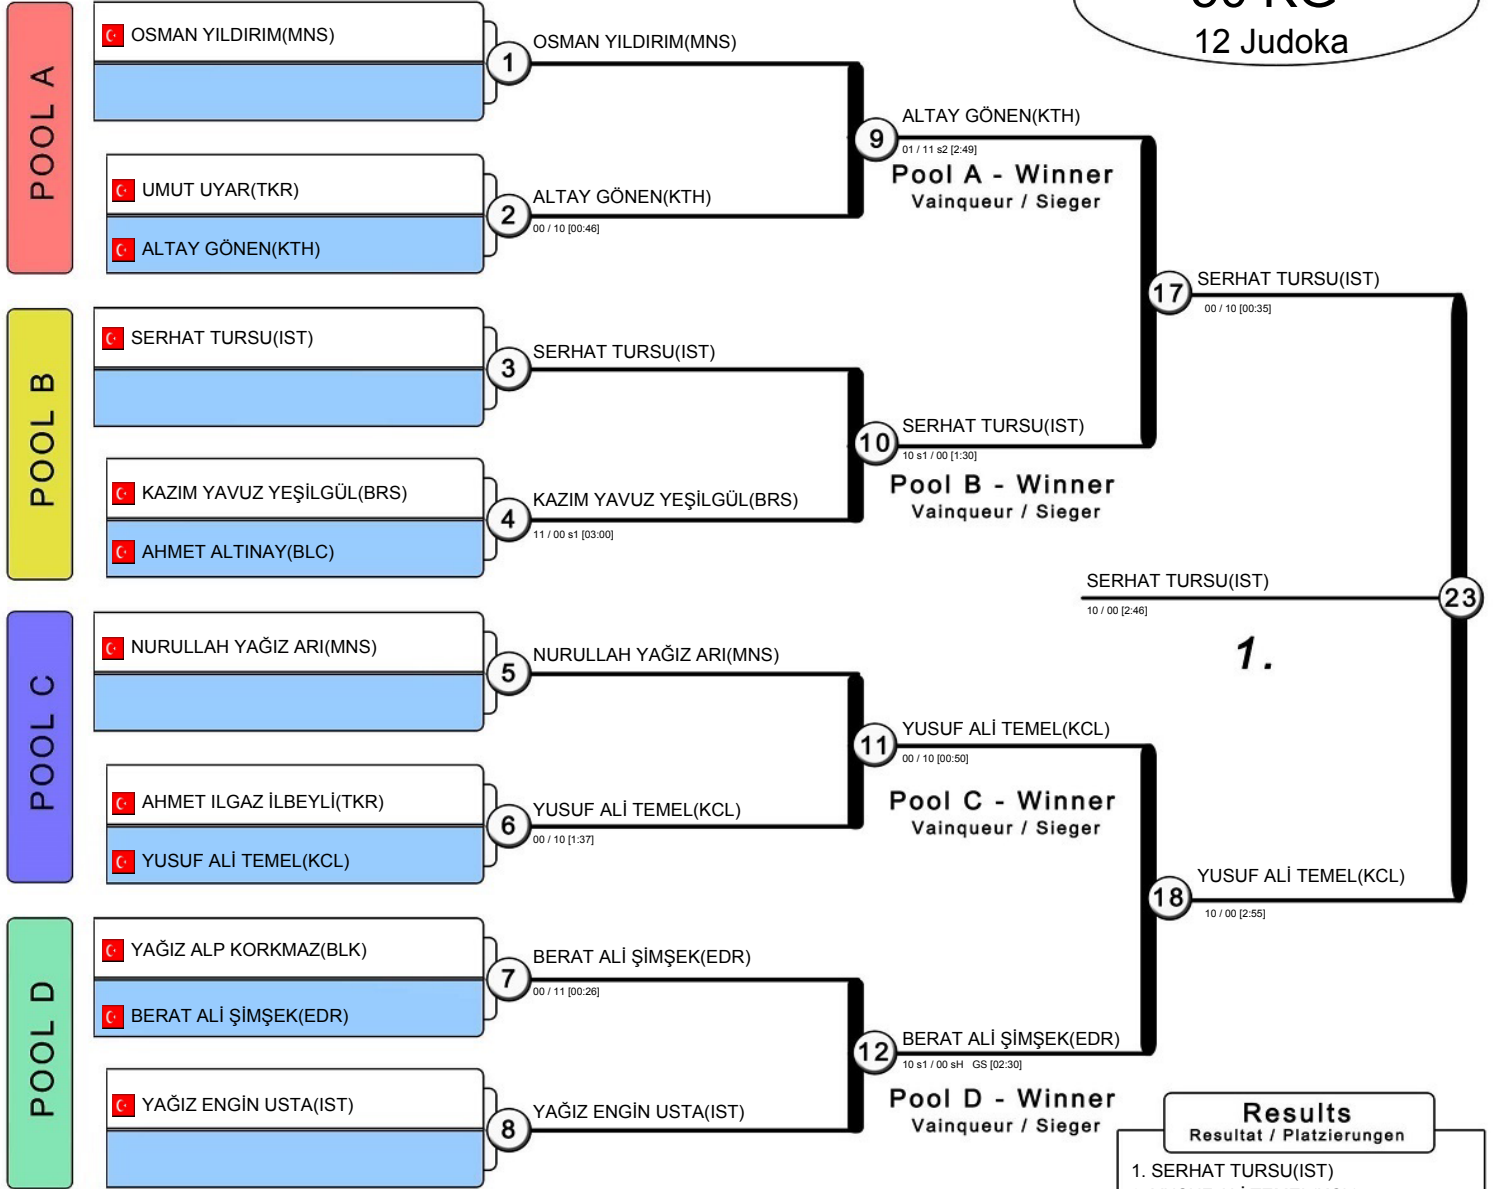 12 Judoka
POOL A
OSMAN YILDIRIM(MNS)
1
OSMAN YILDIRIM(MNS)
UMUT UYAR(TKR)
ALTAY GÖNEN(KTH)
2
ALTAY GÖNEN(KTH)
00 / 10 [00:46]
9
ALTAY GÖNEN(KTH)
01 / 11 s2 [2:49]
Pool A - Winner
Vainqueur / Sieger
POOL B
SERHAT TURSU(IST)
3
SERHAT TURSU(IST)
KAZIM YAVUZ YEŞİLGÜL(BRS)
AHMET ALTINAY(BLC)
4
KAZIM YAVUZ YEŞİLGÜL(BRS)
11 / 00 s1 [03:00]
10
SERHAT TURSU(IST)
10 s1 / 00 [1:30]
Pool B - Winner
Vainqueur / Sieger
17
SERHAT TURSU(IST)
00 / 10 [00:35]
POOL C
NURULLAH YAĞIZ ARI(MNS)
5
NURULLAH YAĞIZ ARI(MNS)
AHMET ILGAZ İLBEYLİ(TKR)
YUSUF ALİ TEMEL(KCL)
6
YUSUF ALİ TEMEL(KCL)
00 / 10 [1:37]
11
YUSUF ALİ TEMEL(KCL)
00 / 10 [00:50]
Pool C - Winner
Vainqueur / Sieger
POOL D
YAĞIZ ALP KORKMAZ(BLK)
BERAT ALİ ŞİMŞEK(EDR)
7
BERAT ALİ ŞİMŞEK(EDR)
00 / 11 [00:26]
YAĞIZ ENGİN USTA(IST)
8
YAĞIZ ENGİN USTA(IST)
12
BERAT ALİ ŞİMŞEK(EDR)
10 s1 / 00 sH GS [02:30]
Pool D - Winner
Vainqueur / Sieger
18
YUSUF ALİ TEMEL(KCL)
10 / 00 [2:55]
23
SERHAT TURSU(IST)
10 / 00 [2:46]
1.
Results
Resultat / Platzierungen
1. SERHAT TURSU(IST)